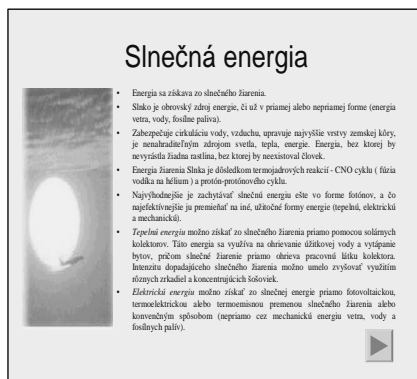 Slnečná energia
• Energia sa získava zo slnečného žiarenia.
• Slnko je obrovský zdroj energie, či už v priamej alebo nepriamej forme (energia
vetra, vody, fosílne paliva).
• Zabezpečuje cirkuláciu vody, vzduchu, upravuje najvyššie vrstvy zemskej kôry,
je nenahraditeľným zdrojom svetla, tepla, energie. Energia, bez ktorej by
nevyrástla žiadna rastlina, bez ktorej by neexistoval človek.
• Energia žiarenia Slnka je dôsledkom termojadrových reakcií - CNO cyklu ( fúzia
vodíka na hélium ) a protón-protónového cyklu.
• Najvýhodnejšie je zachytávať slnečnú energiu ešte vo forme fotónov, a čo
najefektívnejšie ju premieňať na iné, užitočné formy energie (tepelnú, elektrickú
a mechanickú).
• Tepelnú energiu možno získať zo slnečného žiarenia priamo pomocou solárnych
kolektorov. Táto energia sa využíva na ohrievanie úžitkovej vody a vytápanie
bytov, pričom slnečné žiarenie priamo ohrieva pracovnú látku kolektora.
Intenzitu dopadajúceho slnečného žiarenia možno umelo zvyšovať využitím
rôznych zrkadiel a koncentrujúcich šošoviek.
• Elektrickú energiu možno získať zo slnečnej energie priamo fotovoltaickou,
termoelektrickou alebo termoemisnou premenou slnečného žiarenia alebo
konvenčným spôsobom (nepriamo cez mechanickú energiu vetra, vody a
fosílnych palív).